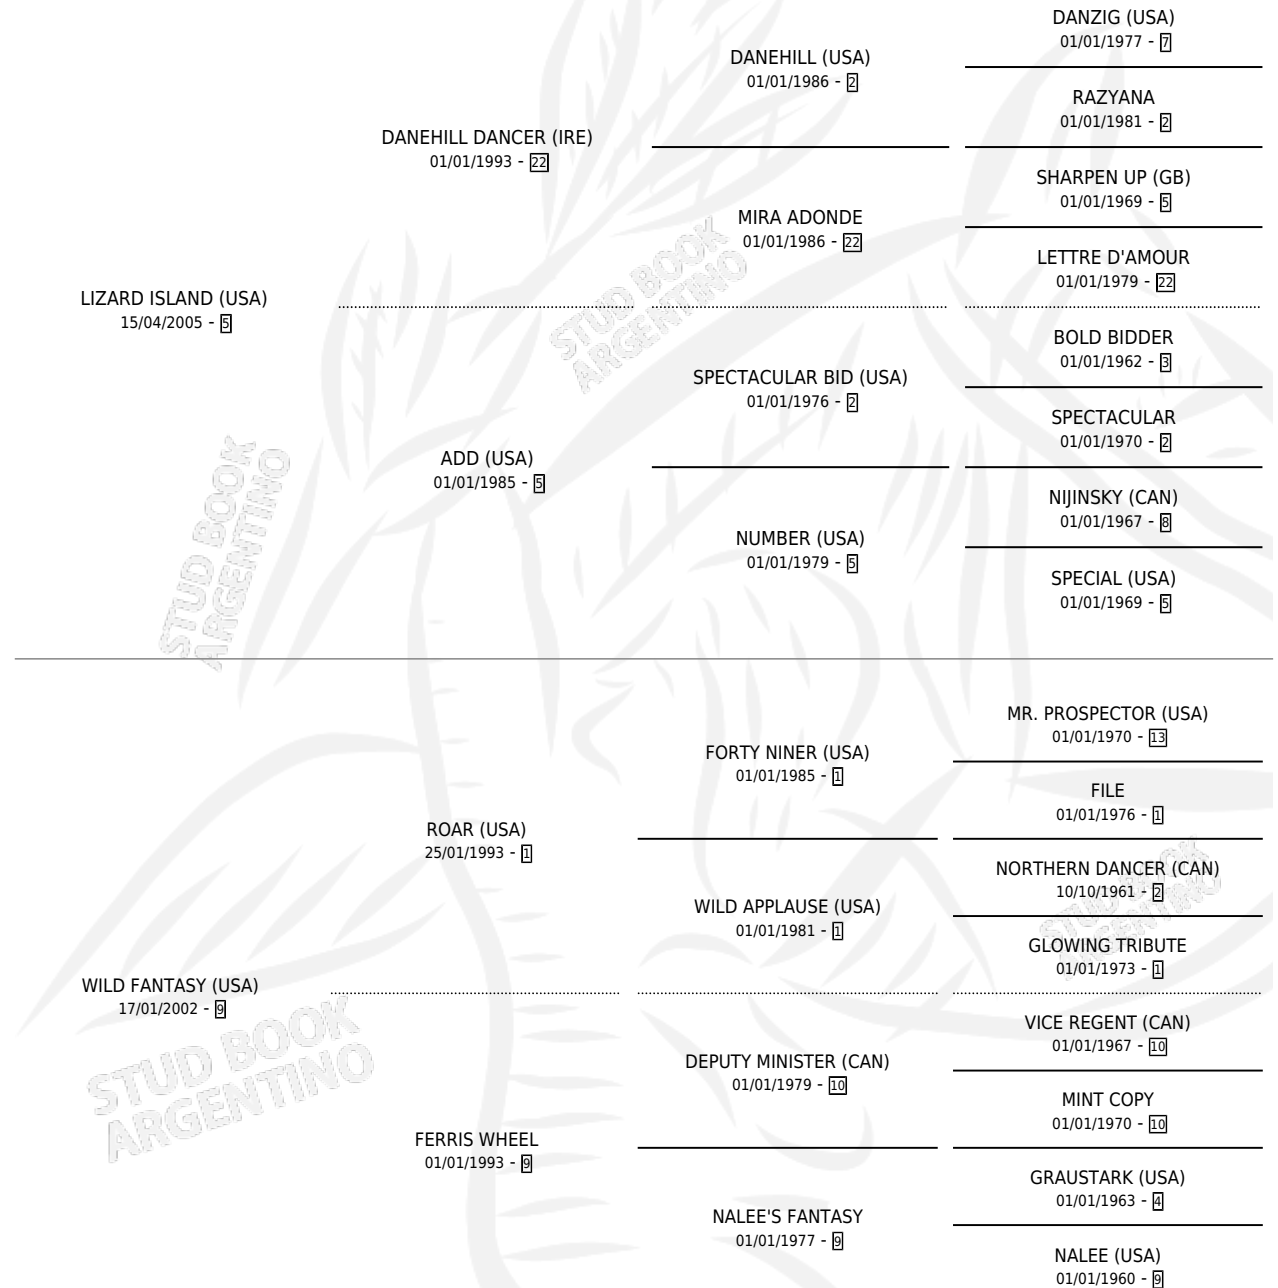 DANZIG (USA)
01/01/1977 - 7
DANEHILL (USA)
01/01/1986 - 2
RAZYANA
01/01/1981 - 2
DANEHILL DANCER (IRE)
01/01/1993 - 22
SHARPEN UP (GB)
01/01/1969 - 5
MIRA ADONDE
01/01/1986 - 22
LETTRE D'AMOUR
01/01/1979 - 22
LIZARD ISLAND (USA)
15/04/2005 - 5
BOLD BIDDER
01/01/1962 - 3
SPECTACULAR BID (USA)
01/01/1976 - 2
SPECTACULAR
01/01/1970 - 2
ADD (USA)
01/01/1985 - 5
NIJINSKY (CAN)
01/01/1967 - 8
NUMBER (USA)
01/01/1979 - 5
SPECIAL (USA)
01/01/1969 - 5
STUD BOOK
ARGENTINO
STUD BOOK
ARGENTINO
MR. PROSPECTOR (USA)
01/01/1970 - 13
FORTY NINER (USA)
01/01/1985 - 1
FILE
01/01/1976 - 1
ROAR (USA)
25/01/1993 - 1
NORTHERN DANCER (CAN)
10/10/1961 - 2
WILD APPLAUSE (USA)
01/01/1981 - 1
GLOWING TRIBUTE
01/01/1973 - 1
STUD BOOK
ARGENTINO
WILD FANTASY (USA)
17/01/2002 - 9
VICE REGENT (CAN)
01/01/1967 - 10
DEPUTY MINISTER (CAN)
01/01/1979 - 10
MINT COPY
01/01/1970 - 10
STUD BOOK
ARGENTINO
FERRIS WHEEL
01/01/1993 - 9
GRAUSTARK (USA)
01/01/1963 - 4
NALEE'S FANTASY
01/01/1977 - 9
NALEE (USA)
01/01/1960 - 9